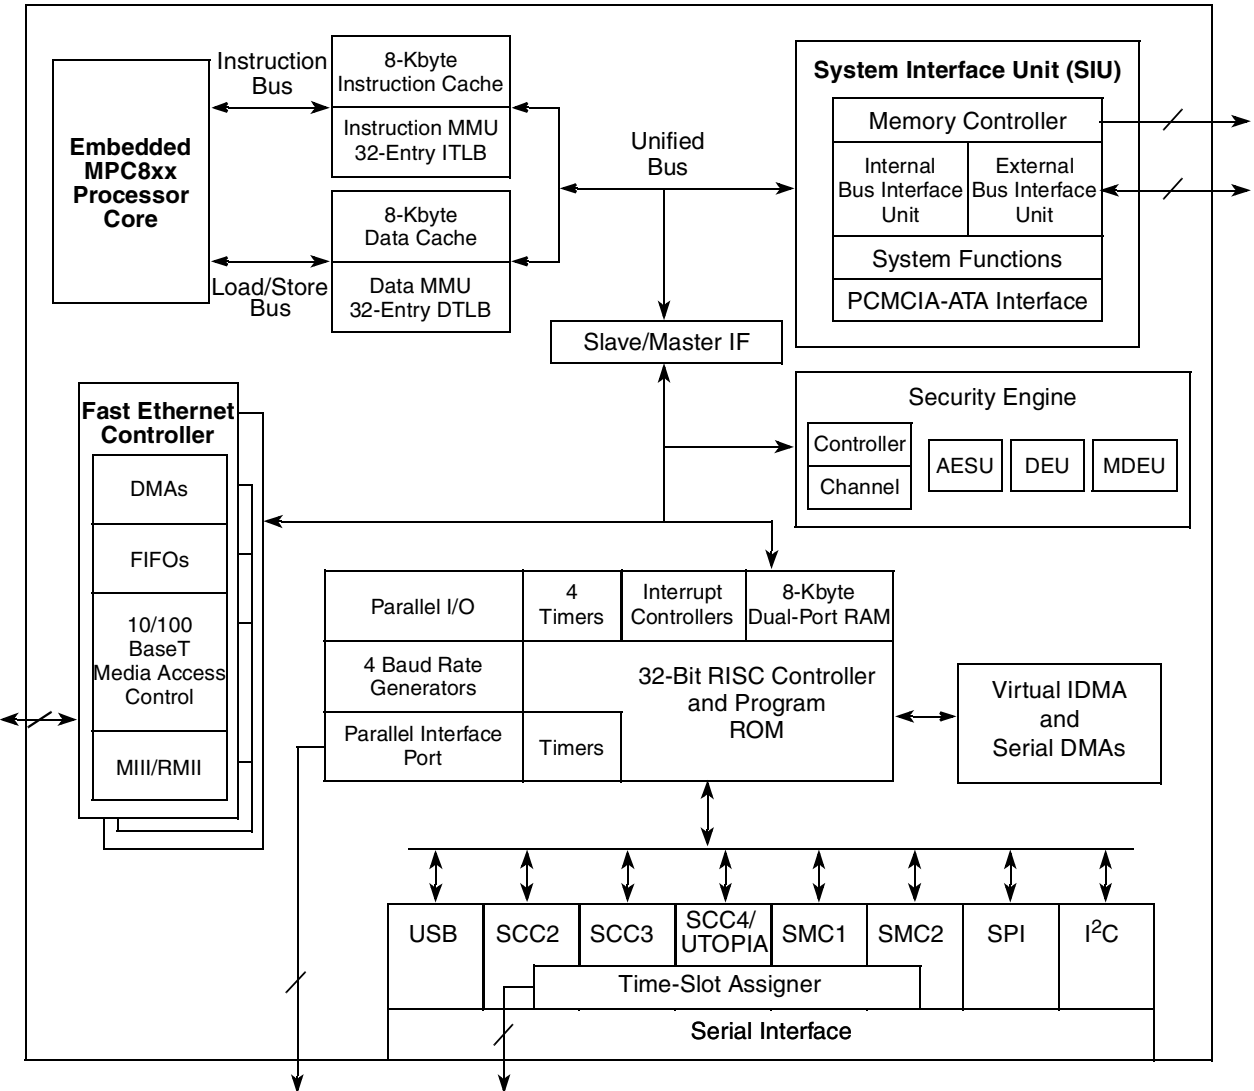 Instruction
Bus
8-Kbyte
Instruction Cache
Instruction MMU
32-Entry ITLB
Embedded
MPC8xx
Processor
Core
8-Kbyte
Data Cache
Data MMU
32-Entry DTLB
Load/Store
Bus
Unified
Bus
System Interface Unit (SIU)
Memory Controller
Internal
Bus Interface
Unit
External
Bus Interface
Unit
System Functions
PCMCIA-ATA Interface
Slave/Master IF
Security Engine
Controller
Channel
AESU
DEU
MDEU
Fast Ethernet
Controller
DMAs
FIFOs
10/100
BaseT
Media Access
Control
MIII/RMII
Parallel I/O
4
Timers
Interrupt
Controllers
8-Kbyte
Dual-Port RAM
4 Baud Rate
Generators
32-Bit RISC Controller
and Program
ROM
Parallel Interface
Port
Timers
Virtual IDMA
and
Serial DMAs
USB
SCC2
SCC3
SCC4/
UTOPIA
SMC1
SMC2
SPI
I²C
Time-Slot Assigner
Serial Interface